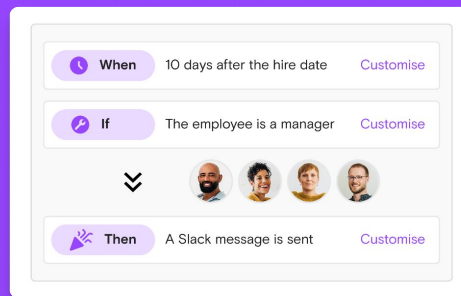 When 10 days after the hire date Customise
If The employee is a manager Customise
Then A Slack message is sent Customise